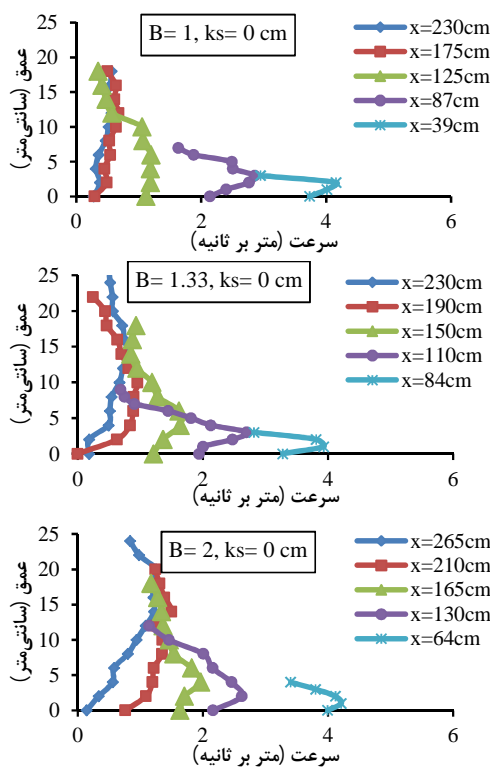 B= 1, ks= 0 cm
x=230cm
x=175cm
x=125cm
x=87cm
x=39cm
عمق (سانتی‌متر)
20
15
10
5
0
0 2 4 6
سرعت (متر بر ثانیه)
B= 1.33, ks= 0 cm
x=230cm
x=190cm
x=150cm
x=110cm
x=84cm
عمق (سانتی‌متر)
25
20
15
10
5
0
0 2 4 6
سرعت (متر بر ثانیه)
B= 2, ks= 0 cm
x=265cm
x=210cm
x=165cm
x=130cm
x=64cm
عمق (سانتی‌متر)
25
20
15
10
5
0
0 2 4 6
سرعت (متر بر ثانیه)